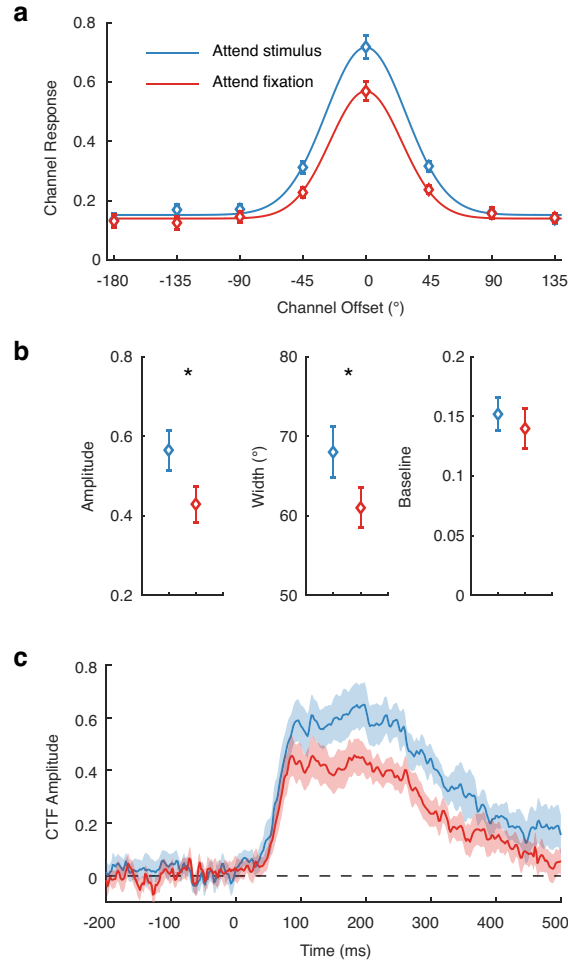 a
0.8
0.6
0.4
0.2
0
Channel Response
Attend stimulus
Attend fixation
-180 -135 -90 -45 0 45 90 135
Channel Offset (°)
b
0.8
0.6
0.4
0.2
Amplitude
*
80
70
60
50
Width (°)
*
0.2
0.15
0.1
0.05
0
Baseline
c
0.8
0.6
0.4
0.2
0
CTF Amplitude
-200 -100 0 100 200 300 400 500
Time (ms)